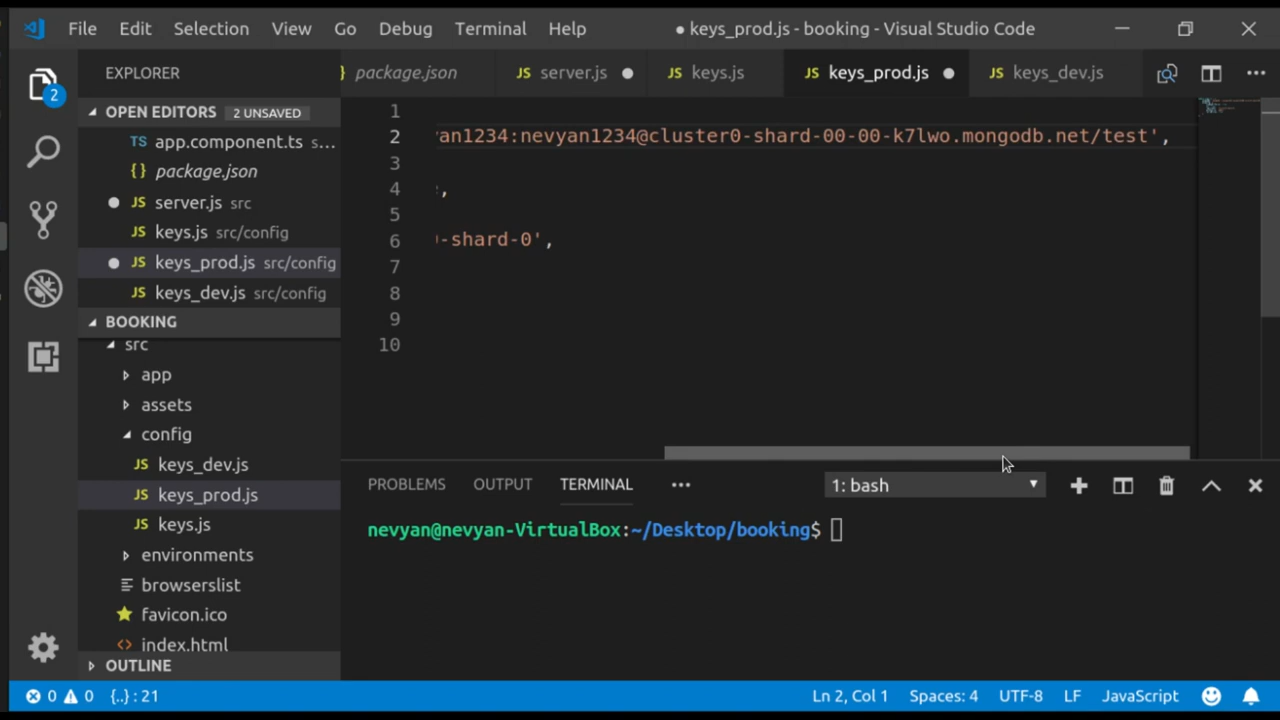 File Edit Selection View Go Debug Terminal Help ● keys_prod.js - booking - Visual Studio Code
EXPLORER
} package.json JS server.js ● JS keys.js JS keys_prod.js ● JS keys_dev.js
2
OPEN EDITORS 2 UNSAVED
TS app.component.ts s...
{ } package.json
● JS server.js src
JS keys.js src/config
● JS keys_prod.js src/config
JS keys_dev.js src/config
BOOKING
src
app
assets
config
JS keys_dev.js
JS keys_prod.js
JS keys.js
environments
browserslist
favicon.ico
<> index.html
OUTLINE
1
2 an1234:nevyan1234@cluster0-shard-00-00-k7lwo.mongodb.net/test',
3
4 ,
5
6 -shard-0',
7
8
9
10
PROBLEMS OUTPUT TERMINAL ... 1: bash
nevyan@nevyan-VirtualBox:~/Desktop/booking$
0 0 {..} : 21 Ln 2, Col 1 Spaces: 4 UTF-8 LF JavaScript